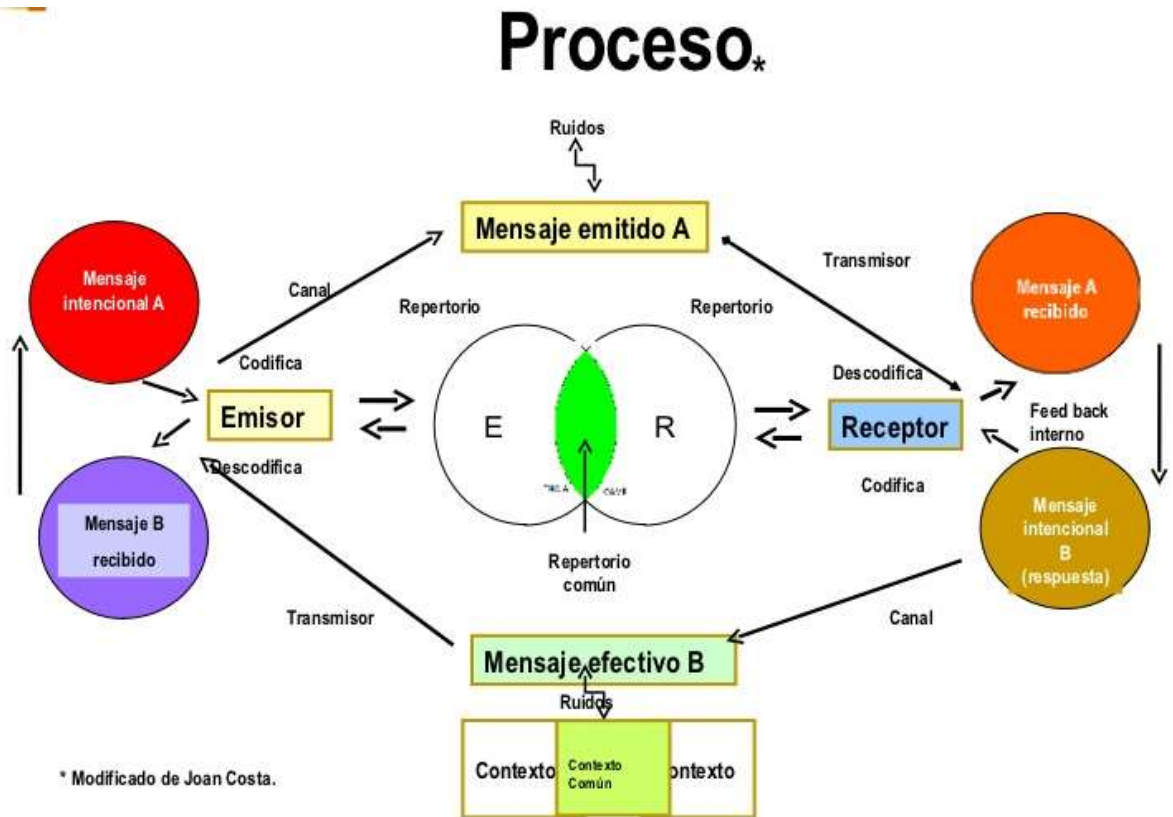 Proceso*
Ruidos
Mensaje emitido A
Mensaje
intencional A
Canal
Transmisor
Mensaje A
recibido
Repertorio
Repertorio
Codifica
Descodifica
Emisor
E
R
Receptor
Feed back
interno
Descodifica
Codifica
Mensaje B
recibido
Repertorio
común
Mensaje
intencional
B
(respuesta)
Transmisor
Canal
Mensaje efectivo B
Ruidos
Contexto
Contexto
Común
ontexto
* Modificado de Joan Costa.